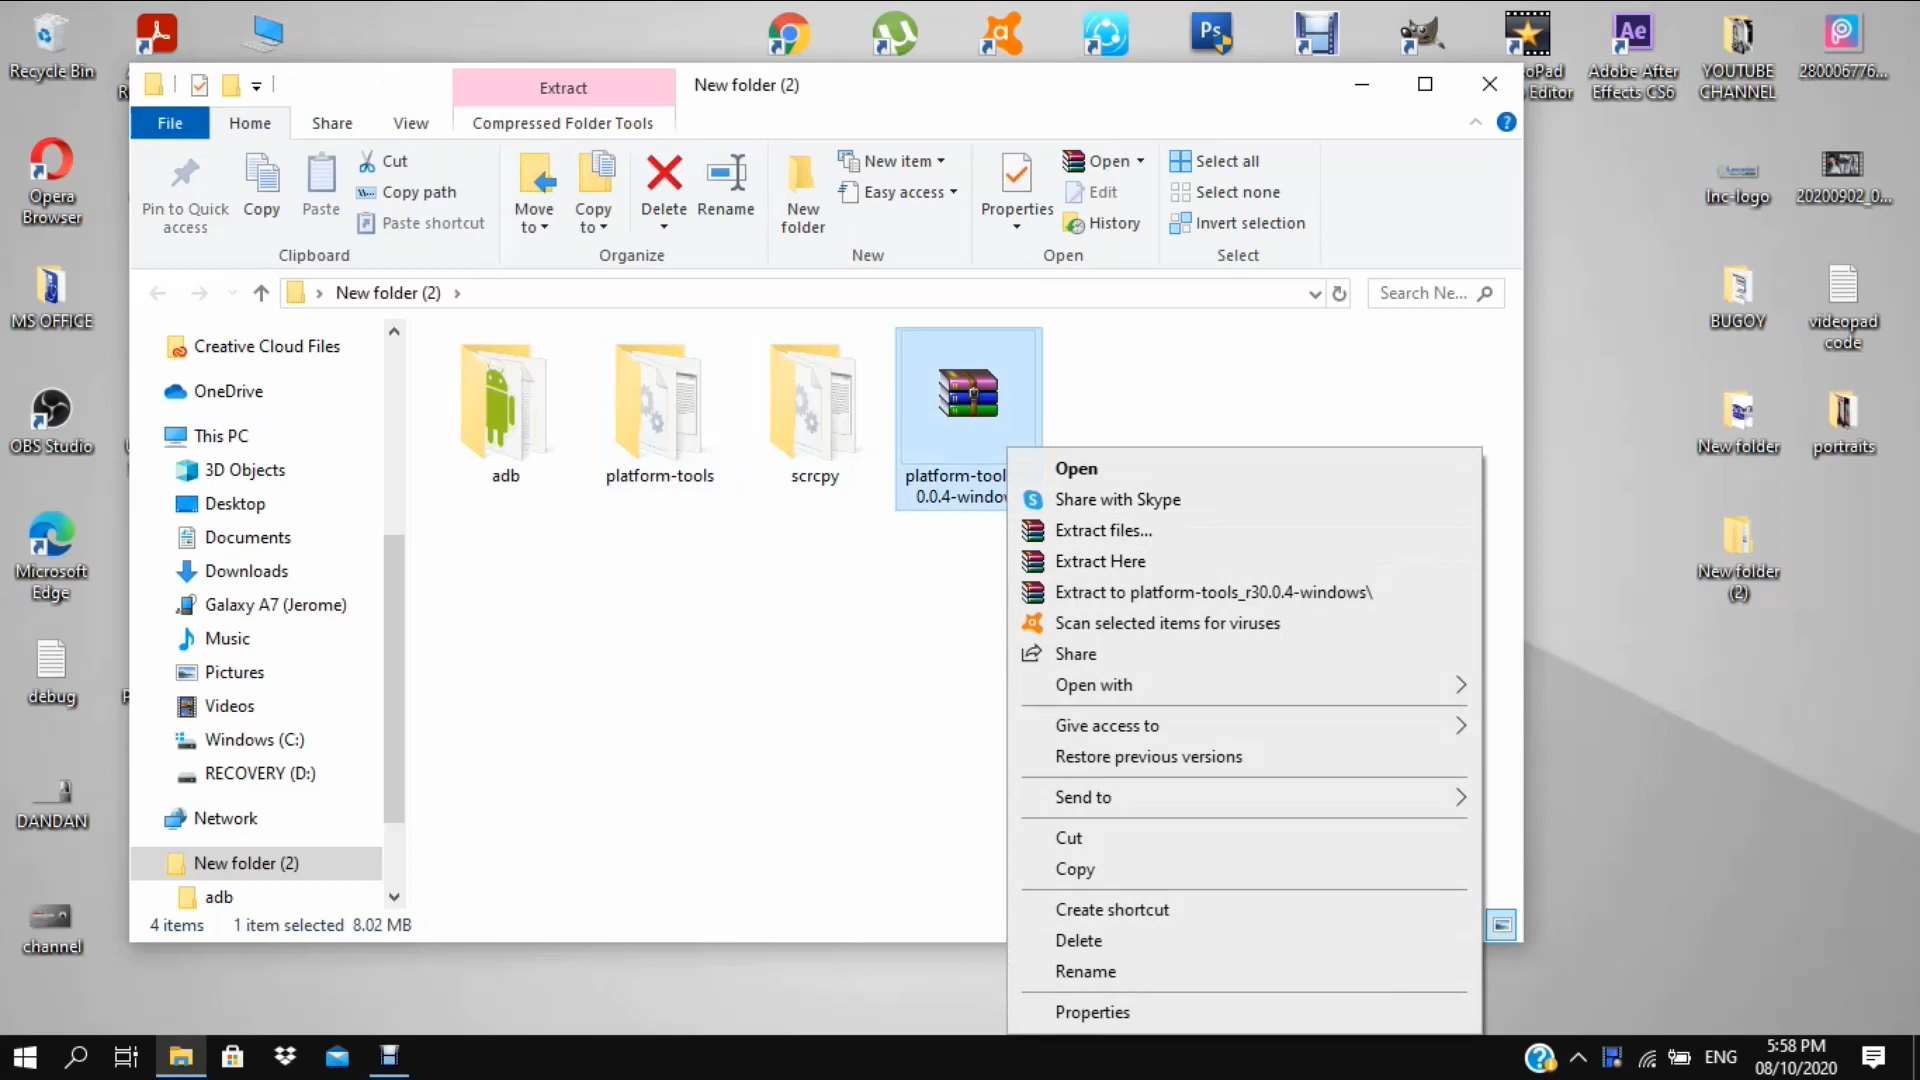 Recycle Bin
280006776...
YOUTUBE
CHANNEL
Adobe After
Effects CS6
Editor
Ps
Ae
Extract
New folder (2)
File
Home
Share
View
Compressed Folder Tools
Pin to Quick
access
Copy
Paste
Cut
Copy path
Paste shortcut
Clipboard
Move
to
Copy
to
Delete
Rename
Organize
New
folder
New item
Easy access
New
Properties
Open
Edit
History
Open
Select all
Select none
Invert selection
Select
New folder (2)
Search Ne...
Opera
Browser
MS OFFICE
OBS Studio
Microsoft
Edge
debug
DANDAN
channel
Creative Cloud Files
OneDrive
This PC
3D Objects
Desktop
Documents
Downloads
Galaxy A7 (Jerome)
Music
Pictures
Videos
Windows (C:)
RECOVERY (D:)
Network
New folder (2)
adb
4 items
1 item selected 8.02 MB
adb
platform-tools
scrcpy
platform-tool
0.0.4-window
Open
Share with Skype
Extract files...
Extract Here
Extract to platform-tools_r30.0.4-windows\
Scan selected items for viruses
Share
Open with
Give access to
Restore previous versions
Send to
Cut
Copy
Create shortcut
Delete
Rename
Properties
lnc-logo
20200902_0...
BUGOY
videopad
code
New folder
portraits
New folder
(2)
ENG
5:58 PM
08/10/2020